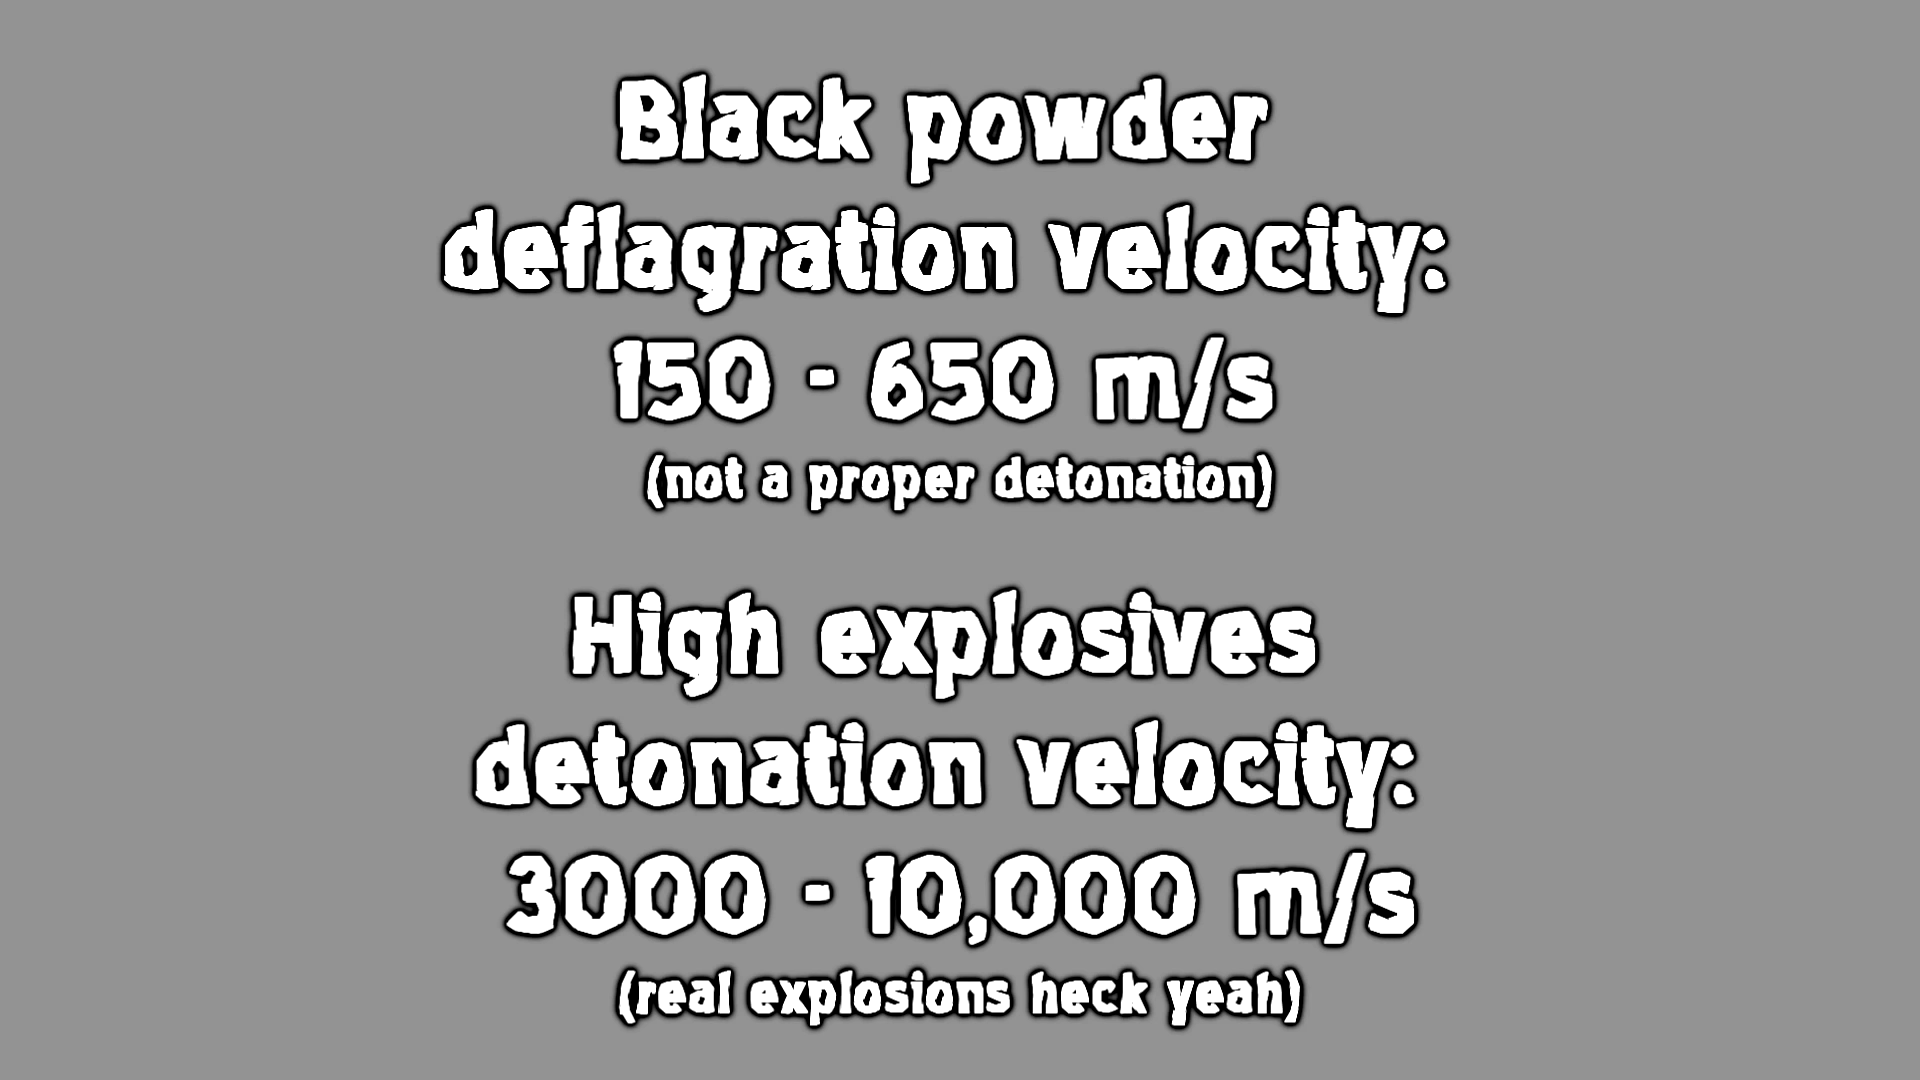 Black powder
deflagration velocity:
150 - 650 m/s
(not a proper detonation)
High explosives
detonation velocity:
3000 - 10,000 m/s
(real explosions heck yeah)